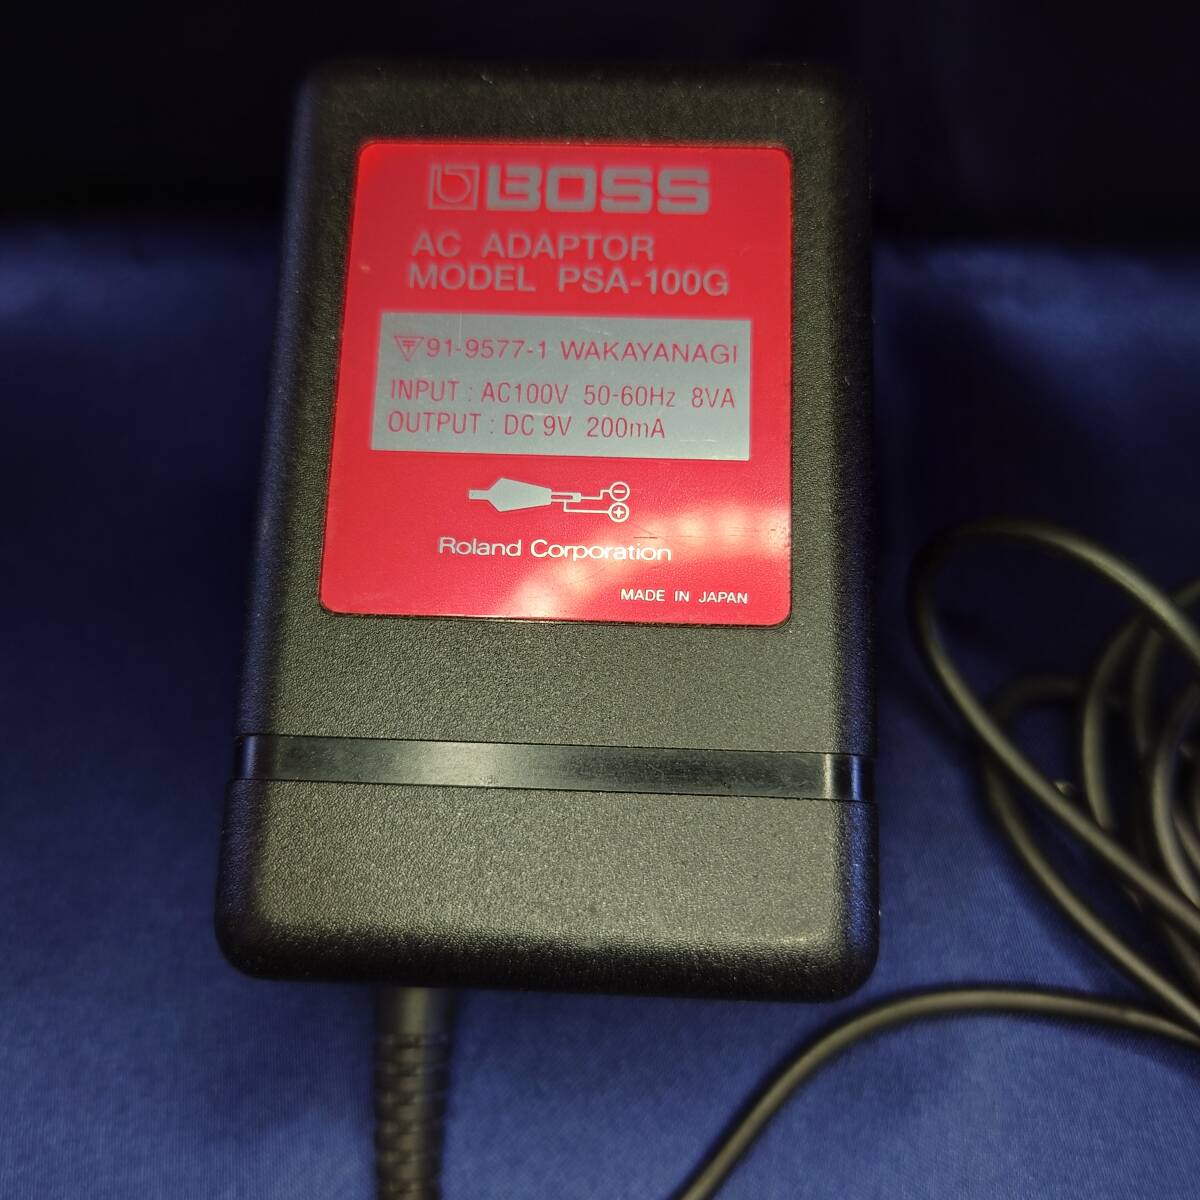 BOSS
AC ADAPTOR
MODEL PSA-100G
〒91-9577-1 WAKAYANAGI
INPUT : AC100V 50-60Hz 8VA
OUTPUT : DC 9V 200mA
Roland Corporation
MADE IN JAPAN